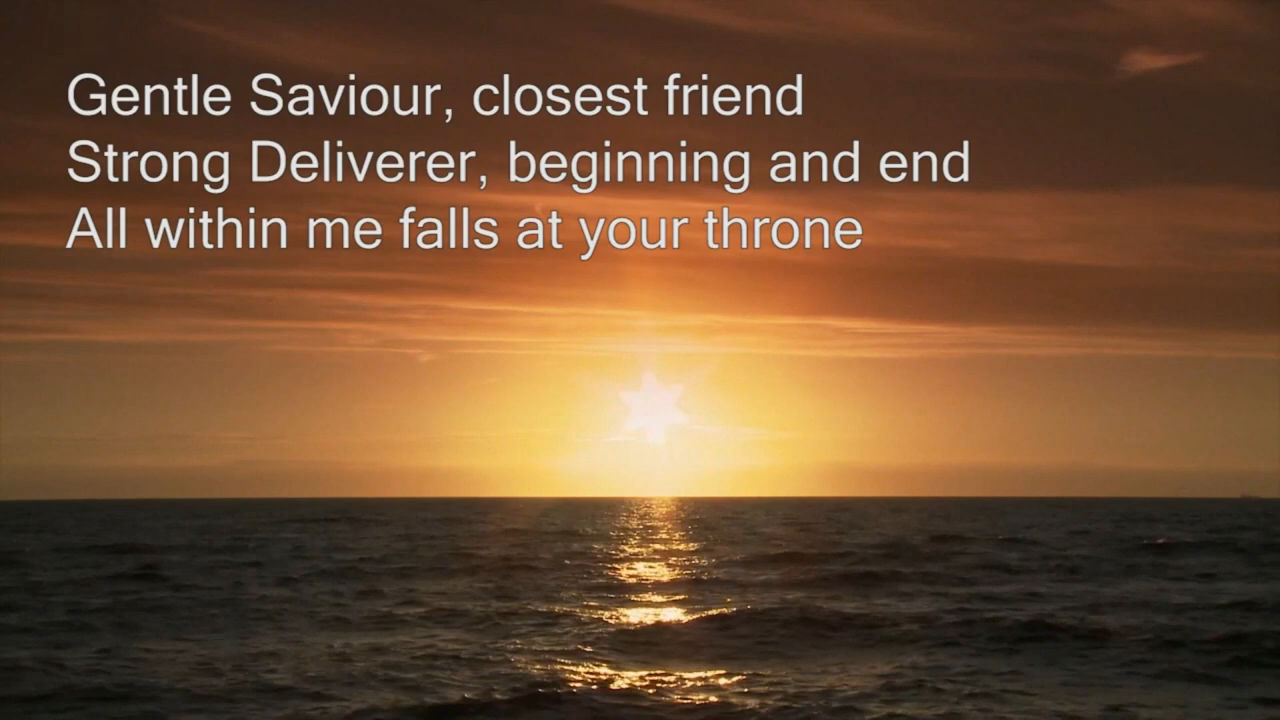 Gentle Saviour, closest friend
Strong Deliverer, beginning and end
All within me falls at your throne